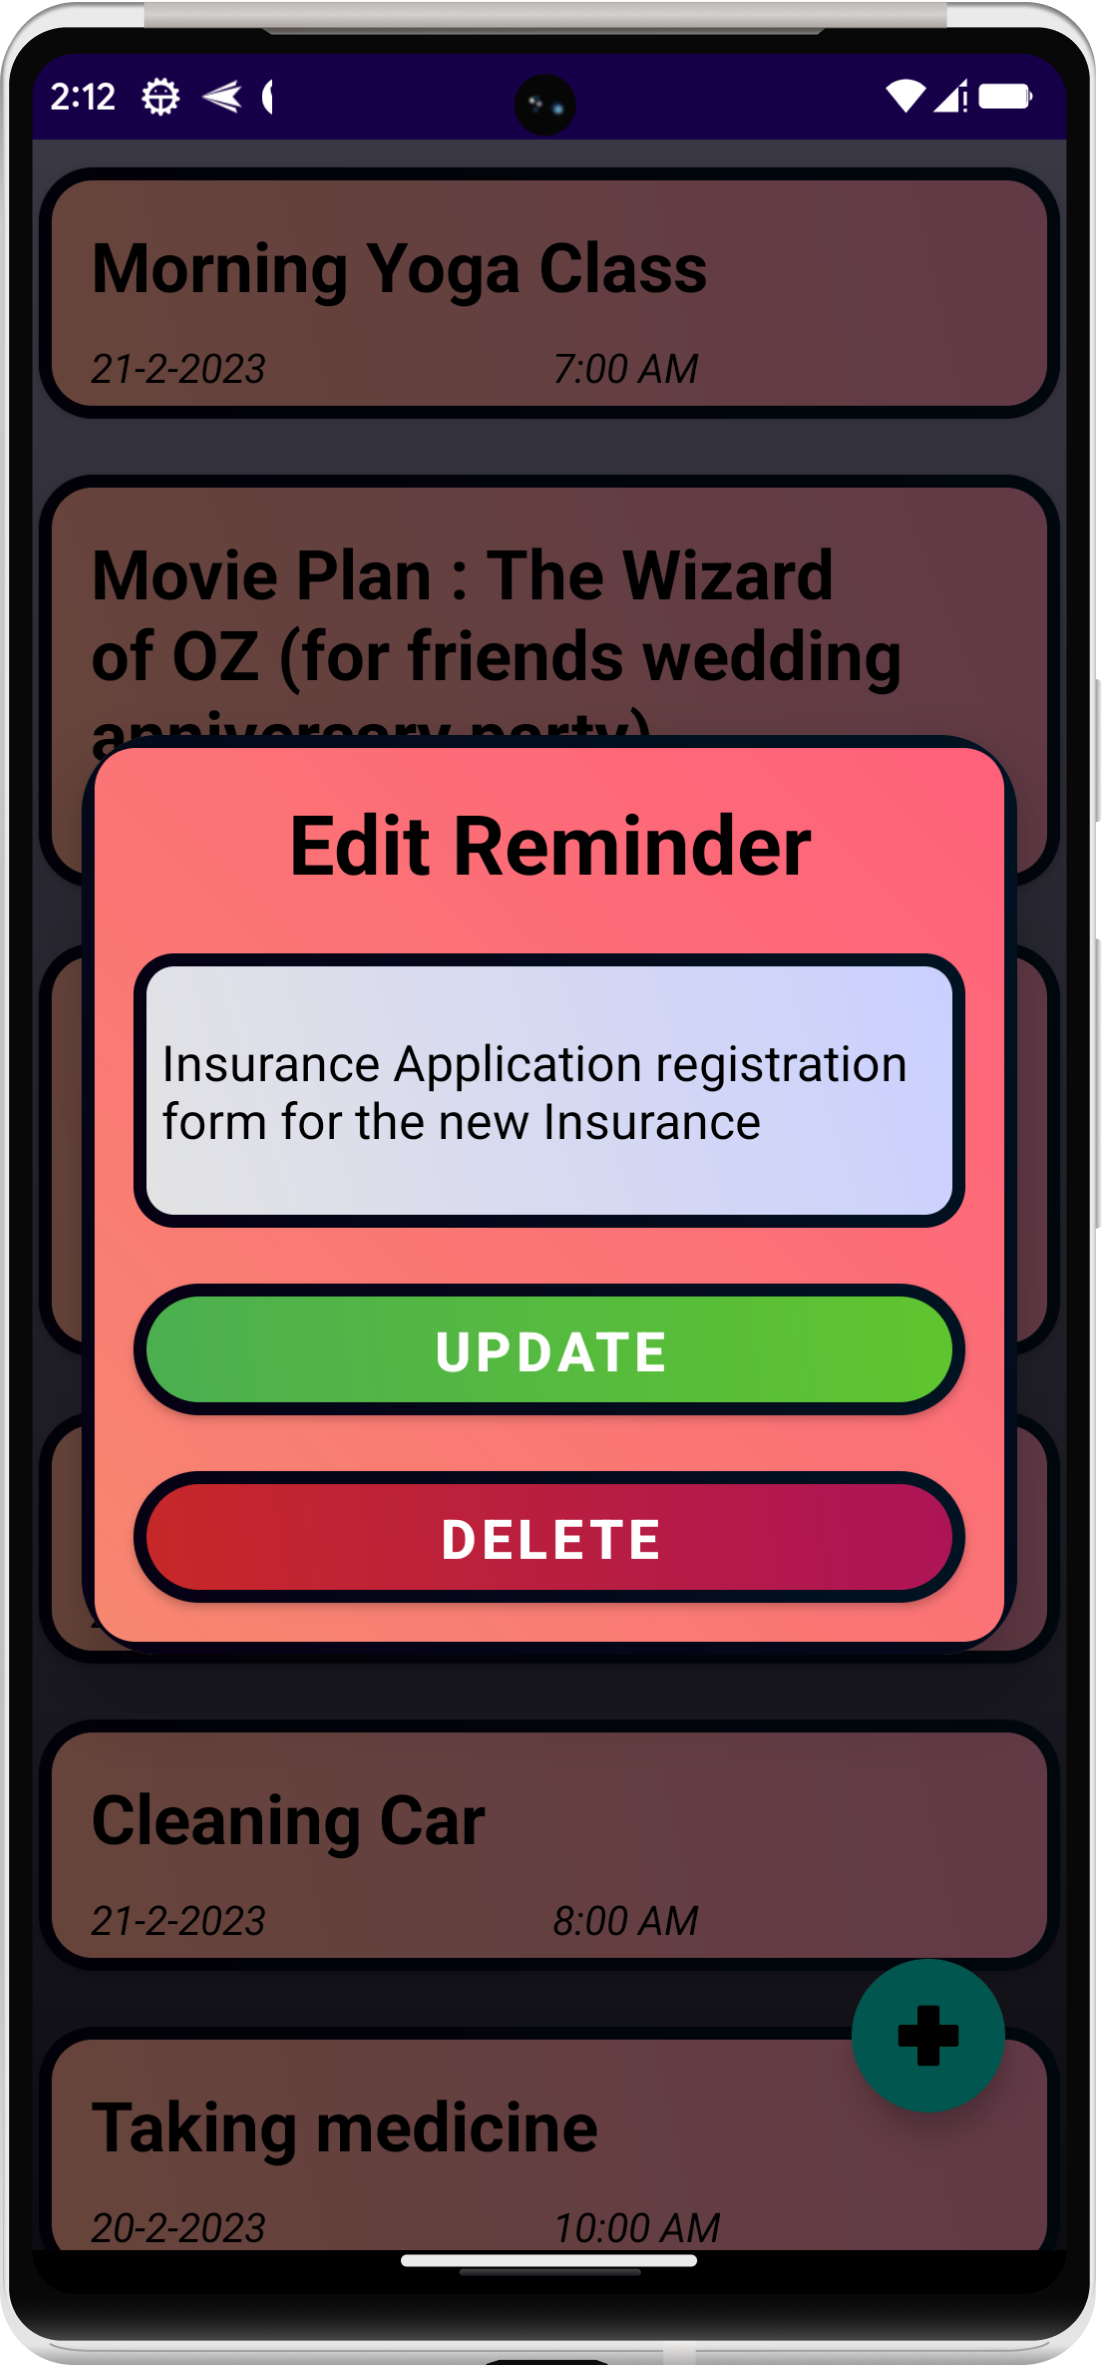 2:12
Morning Yoga Class
21-2-2023 7:00 AM
Movie Plan : The Wizard
of OZ (for friends wedding
anniversary party)
Edit Reminder
Insurance Application registration
form for the new Insurance
UPDATE
DELETE
Cleaning Car
21-2-2023 8:00 AM
Taking medicine
20-2-2023 10:00 AM